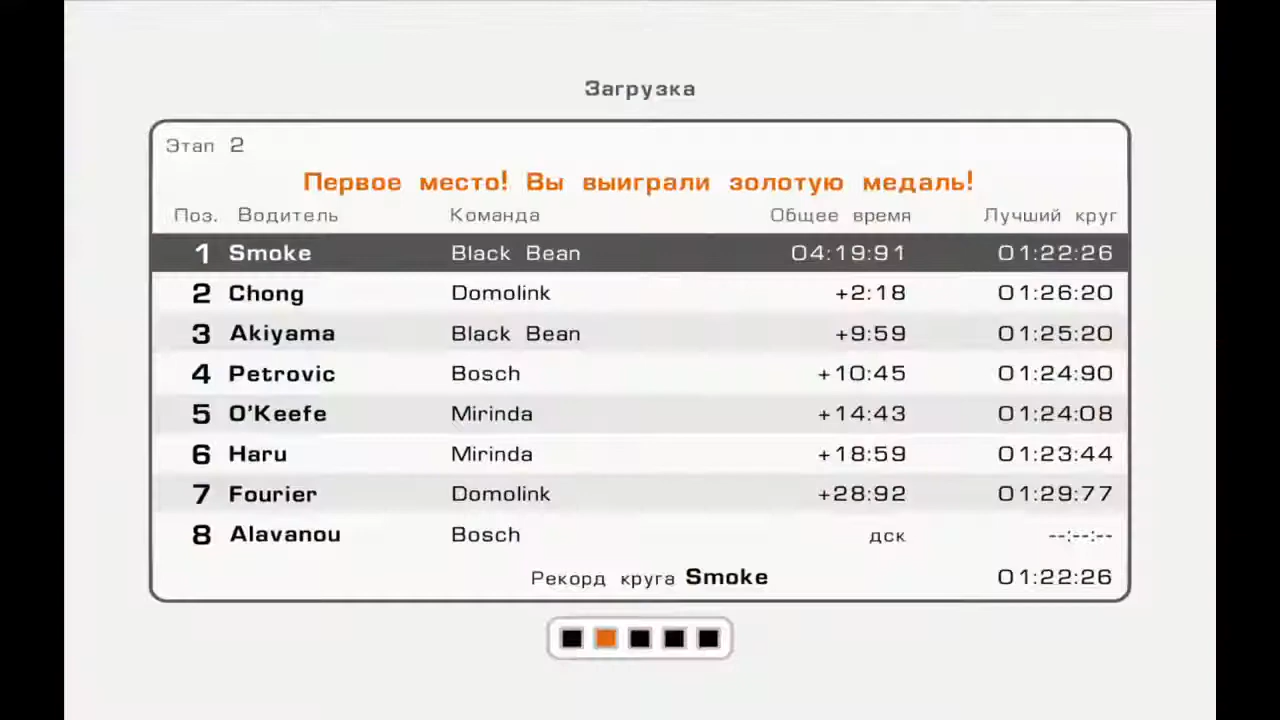 Загрузка
Этап 2
Первое место! Вы выиграли золотую медаль!
Поз. Водитель Команда Общее время Лучший круг
1 Smoke Black Bean 04:19:91 01:22:26
2 Chong Domolink +2:18 01:26:20
3 Akiyama Black Bean +9:59 01:25:20
4 Petrovic Bosch +10:45 01:24:90
5 O'Keefe Mirinda +14:43 01:24:08
6 Haru Mirinda +18:59 01:23:44
7 Fourier Domolink +28:92 01:29:77
8 Alavanou Bosch дск --:--:--
Рекорд круга Smoke 01:22:26